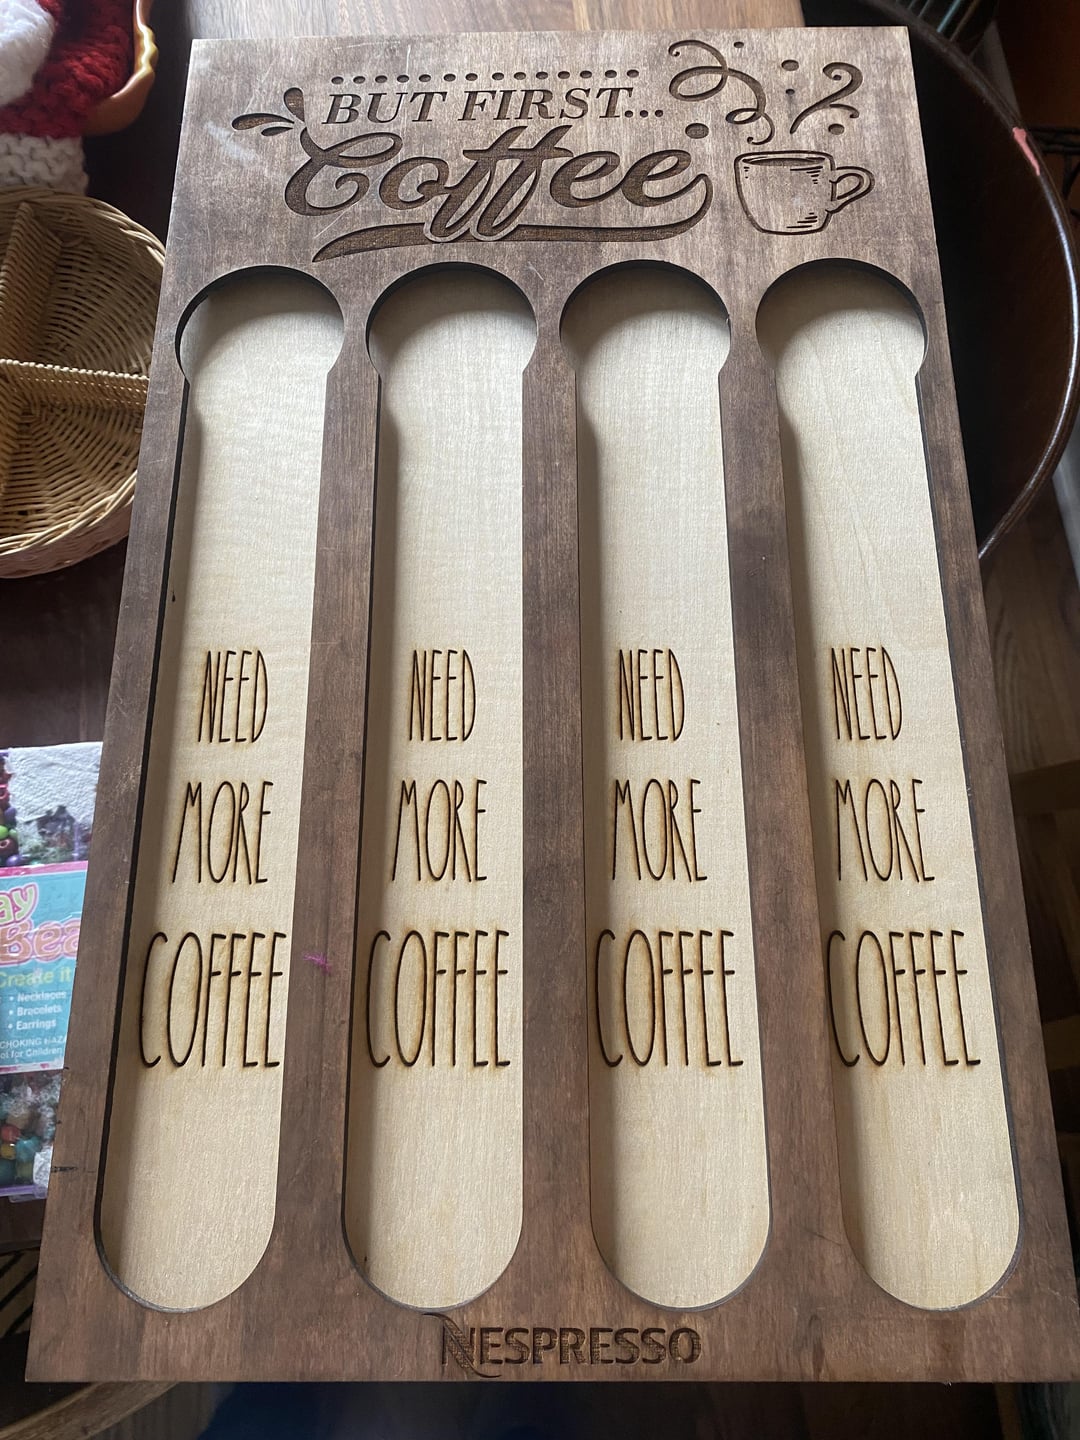 BUT FIRST...
Coffee
NEED
MORE
COFFEE
NEED
MORE
COFFEE
NEED
MORE
COFFEE
NEED
MORE
COFFEE
NESPRESSO
Create it
• Necklaces
• Bracelets
• Earrings